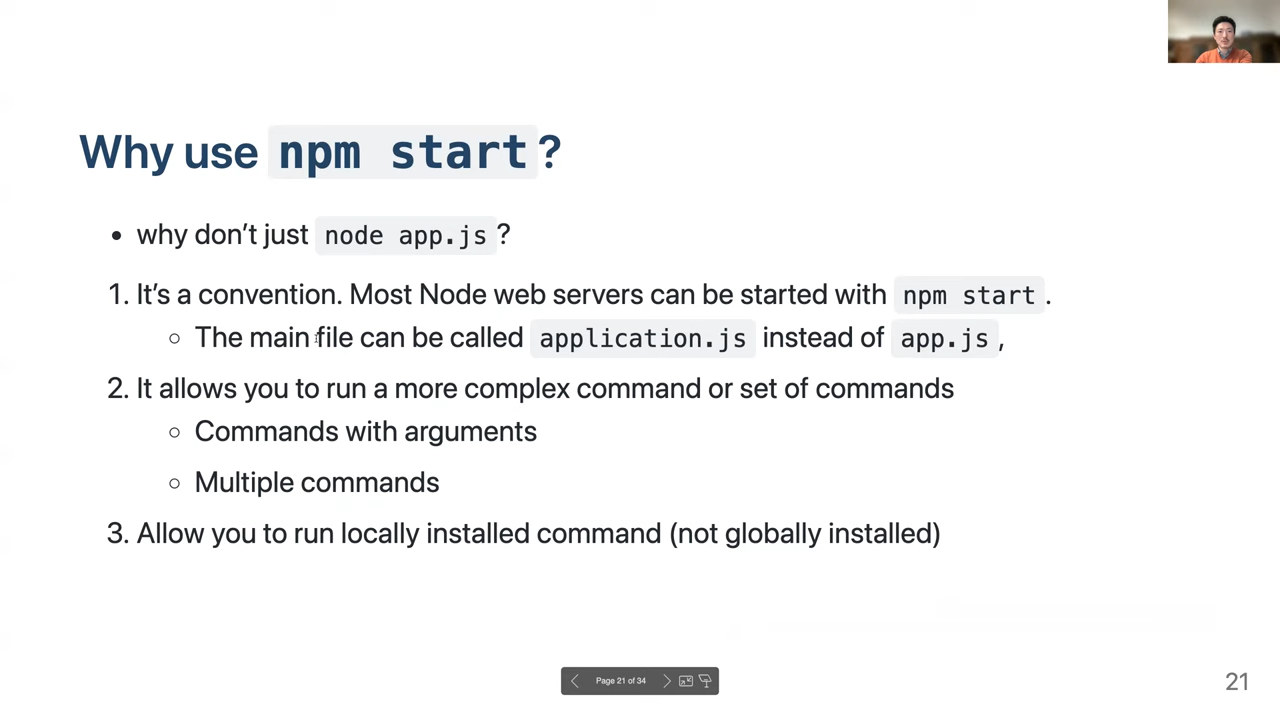 Why use npm start?
• why don’t just node app.js?
1. It’s a convention. Most Node web servers can be started with npm start.
○ The main file can be called application.js instead of app.js,
2. It allows you to run a more complex command or set of commands
○ Commands with arguments
○ Multiple commands
3. Allow you to run locally installed command (not globally installed)
Page 21 of 34
21